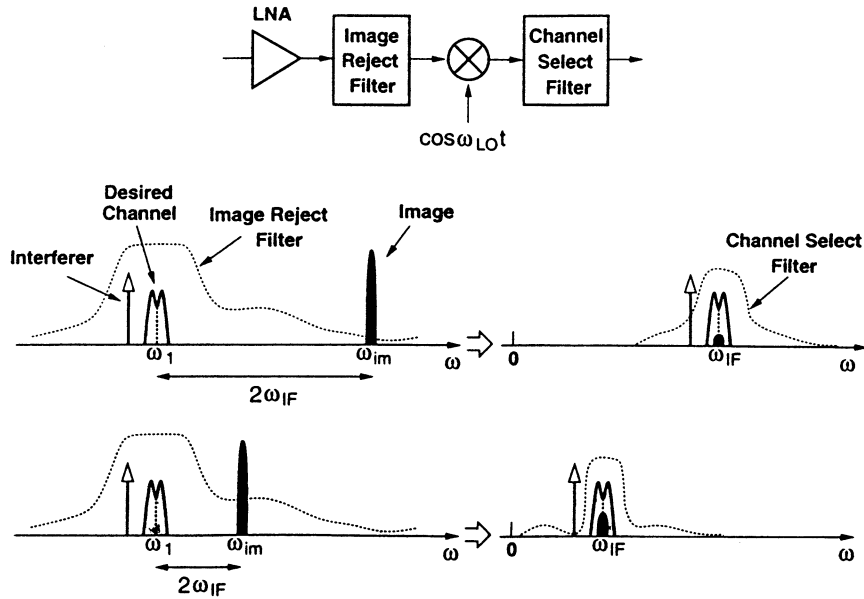 LNA
Image
Reject
Filter
Channel
Select
Filter
cosω_LO t
Desired
Channel
Image Reject
Filter
Image
Interferer
Channel Select
Filter
ω_1
ω_im
ω
0
ω_IF
ω
2ω_IF
ω_1
ω_im
ω
0
ω_IF
ω
2ω_IF